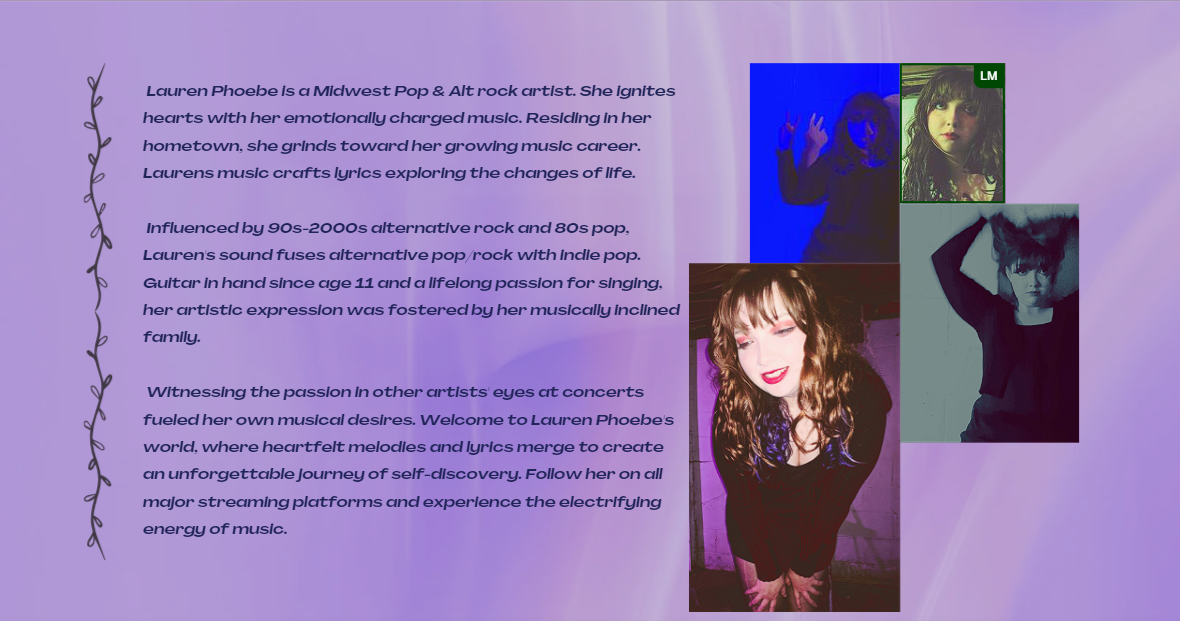 Lauren Phoebe is a Midwest Pop & Alt rock artist. She ignites
hearts with her emotionally charged music. Residing in her
hometown, she grinds toward her growing music career.
Laurens music crafts lyrics exploring the changes of life.
Influenced by 90s-2000s alternative rock and 80s pop,
Lauren's sound fuses alternative pop/rock with indie pop.
Guitar in hand since age 11 and a lifelong passion for singing,
her artistic expression was fostered by her musically inclined
family.
Witnessing the passion in other artists' eyes at concerts
fueled her own musical desires. Welcome to Lauren Phoebe's
world, where heartfelt melodies and lyrics merge to create
an unforgettable journey of self-discovery. Follow her on all
major streaming platforms and experience the electrifying
energy of music.
LM